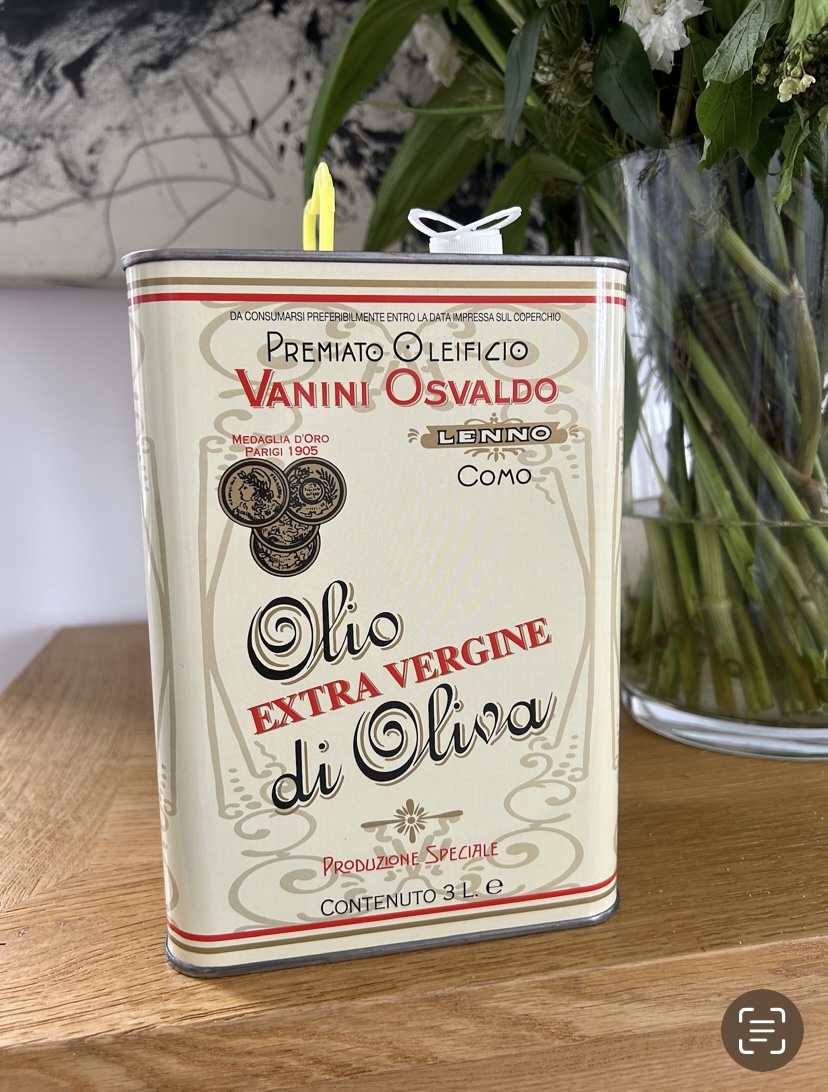 DA CONSUMARSI PREFERIBILMENTE ENTRO LA DATA IMPRESSA SUL COPERCHIO
PREMIATO OLEIFICIO
VANINI OSVALDO
MEDAGLIA D'ORO
PARIGI 1905
LENNO
COMO
Olio
EXTRA VERGINE
di Oliva
PRODUZIONE SPECIALE
CONTENUTO 3 L. e